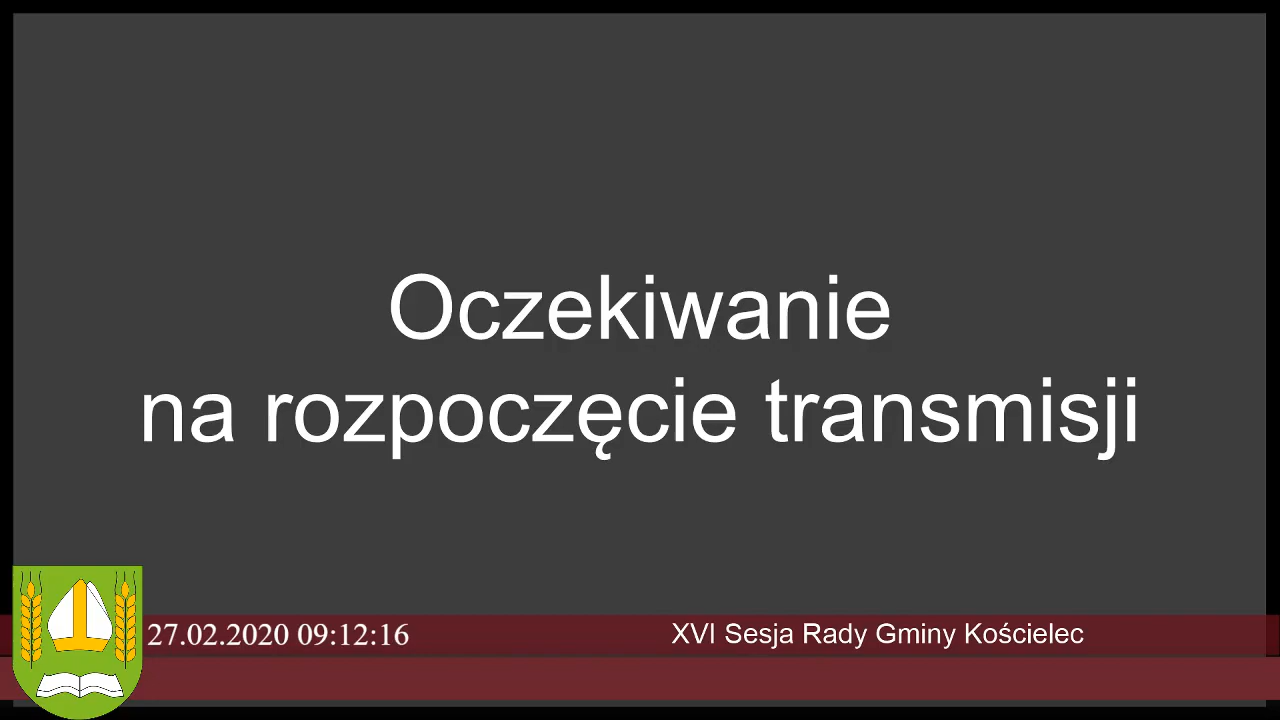 Oczekiwanie
na rozpoczęcie transmisji
27.02.2020 09:12:16
XVI Sesja Rady Gminy Kościelec